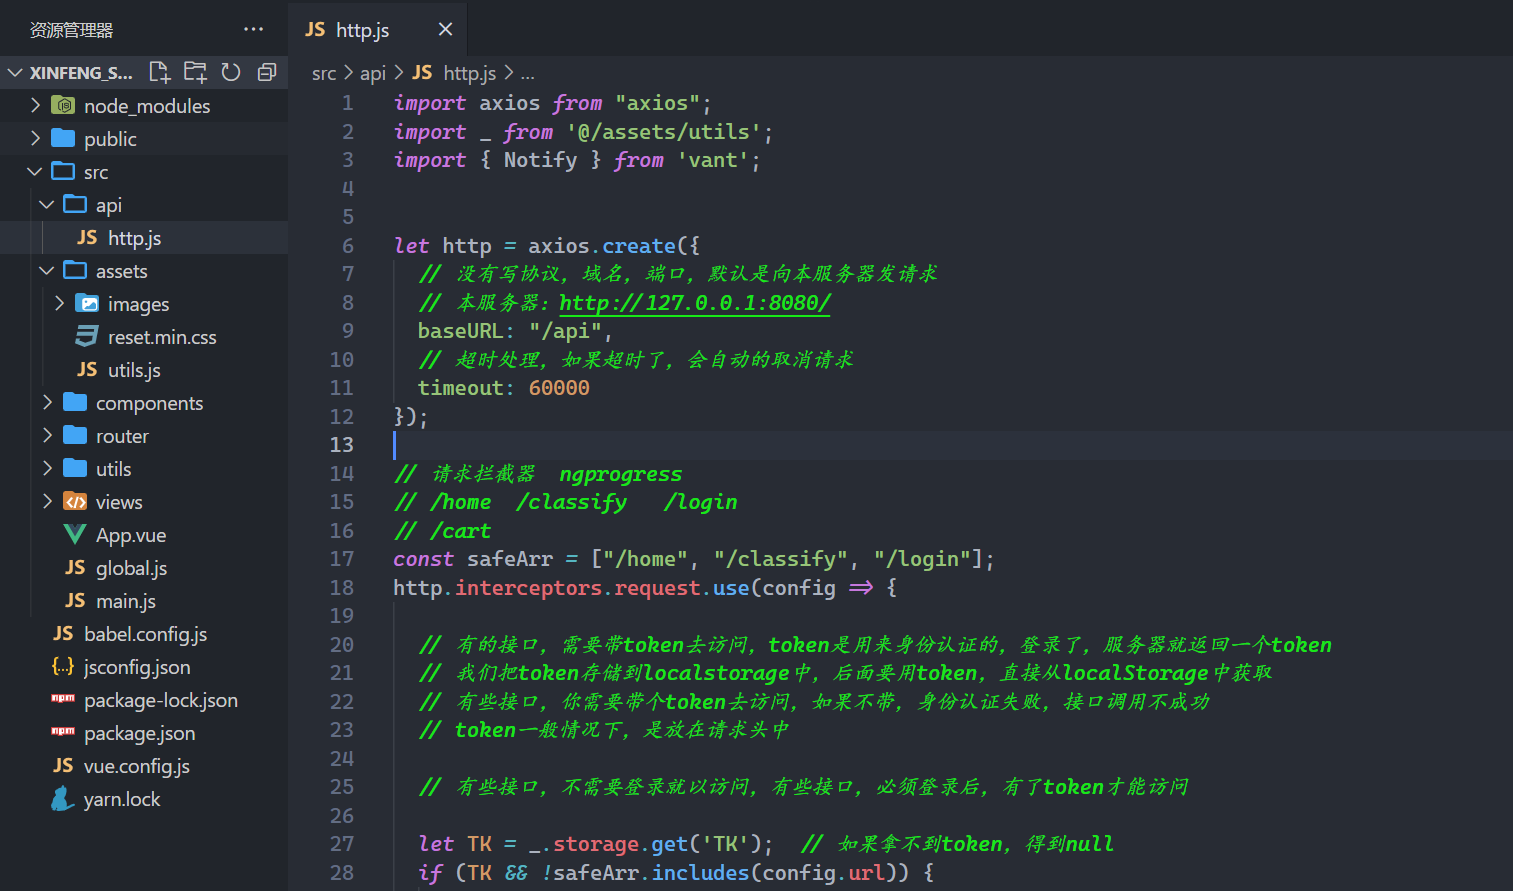 资源管理器
XINFENG_S...
node_modules
public
src
api
JS http.js
assets
images
reset.min.css
JS utils.js
components
router
utils
views
App.vue
JS global.js
JS main.js
JS babel.config.js
{..} jsconfig.json
npm package-lock.json
npm package.json
JS vue.config.js
yarn.lock
JS http.js
src > api > JS http.js > ...
1 import axios from "axios";
2 import _ from '@/assets/utils';
3 import { Notify } from 'vant';
4
5
6 let http = axios.create({
7 // 没有写协议，域名，端口，默认是向本服务器发请求
8 // 本服务器：http://127.0.0.1:8080/
9 baseURL: "/api",
10 // 超时处理，如果超时了，会自动的取消请求
11 timeout: 60000
12 });
13
14 // 请求拦截器 ngprogress
15 // /home /classify /login
16 // /cart
17 const safeArr = ["/home", "/classify", "/login"];
18 http.interceptors.request.use(config => {
19
20 // 有的接口，需要带token去访问，token是用来身份认证的，登录了，服务器就返回一个token
21 // 我们把token存储到localstorage中，后面要用token，直接从localStorage中获取
22 // 有些接口，你需要带个token去访问，如果不带，身份认证失败，接口调用不成功
23 // token一般情况下，是放在请求头中
24
25 // 有些接口，不需要登录就以访问，有些接口，必须登录后，有了token才能访问
26
27 let TK = _.storage.get('TK'); // 如果拿不到token，得到null
28 if (TK && !safeArr.includes(config.url)) {